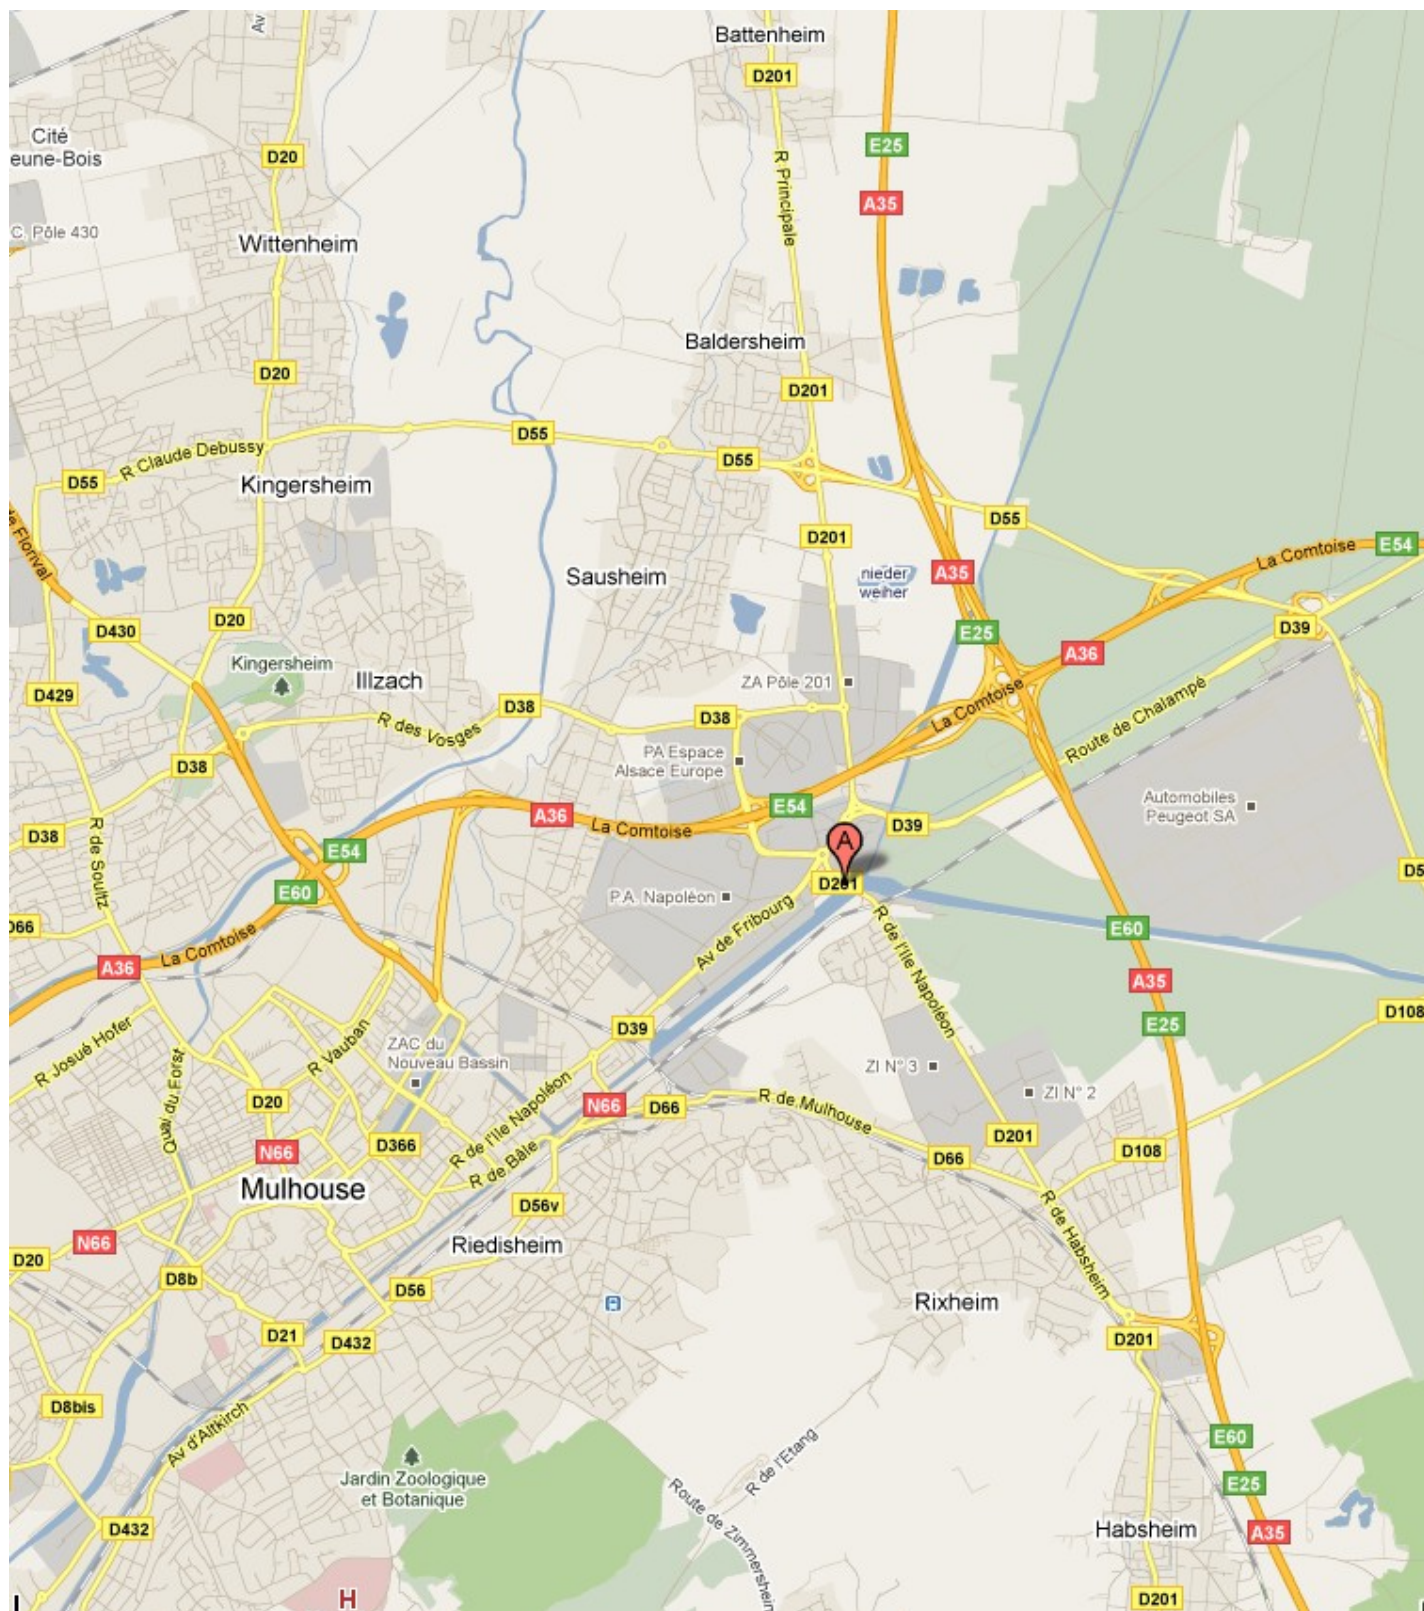 Av
Battenheim
D201
Cité
eune-Bois
E25
D20
R Principale
A35
C. Pôle 430
Wittenheim
Baldersheim
D20
D201
D55
R Claude Debussy
D55
D55
Kingersheim
D55
de Florival
D201
La Comtoise
E54
Sausheim
nieder
weiher
A35
D20
D430
E25
D39
Kingersheim
A36
Illzach
ZA Pôle 201
D429
D38
D38
La Comtoise
Route de Chalampé
R des Vosges
PA Espace
Alsace Europe
D38
Automobiles
Peugeot SA
E54
A36
La Comtoise
D39
D38
R de Soultz
E54
A
D5
D201
E60
P.A. Napoléon
D66
Av de Fribourg
R de l'Ile Napoléon
E60
La Comtoise
A36
A35
D108
E25
D39
R Josué Hofer
R Vauban
ZAC du
Nouveau Bassin
ZI N° 3
ZI N° 2
Quai du Forst
D20
N66
D66
R de Mulhouse
R de l'Ile Napoléon
D366
D201
N66
R de Bâle
D66
D108
Mulhouse
D56v
R de Habsheim
N66
Riedisheim
D20
D8b
D56
Rixheim
D21
D432
D201
D8bis
Av d'Altkirch
E60
R de l'Etang
Jardin Zoologique
et Botanique
E25
Route de Zimmersheim
D432
Habsheim
A35
H
D201